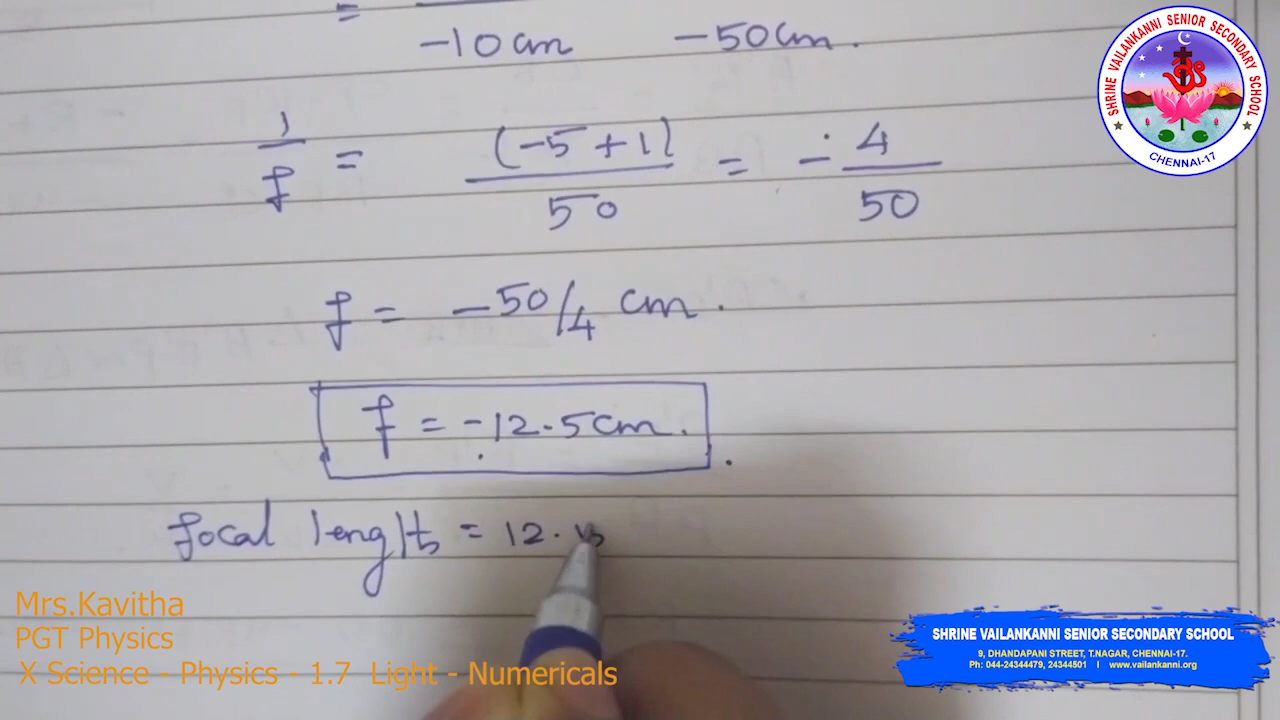 =
-10cm -50cm.
1/f = (-5+1)/50 = - 4/50
f = -50/4 cm.
f = -12.5cm.
focal lenght = 12.5
Mrs.Kavitha
PGT Physics
X Science - Physics - 1.7 Light - Numericals
SHRINE VAILANKANNI SENIOR SECONDARY SCHOOL
CHENNAI-17
SHRINE VAILANKANNI SENIOR SECONDARY SCHOOL
9, DHANDAPANI STREET, T.NAGAR, CHENNAI-17.
Ph: 044-24344479, 24344501 I www.vailankanni.org